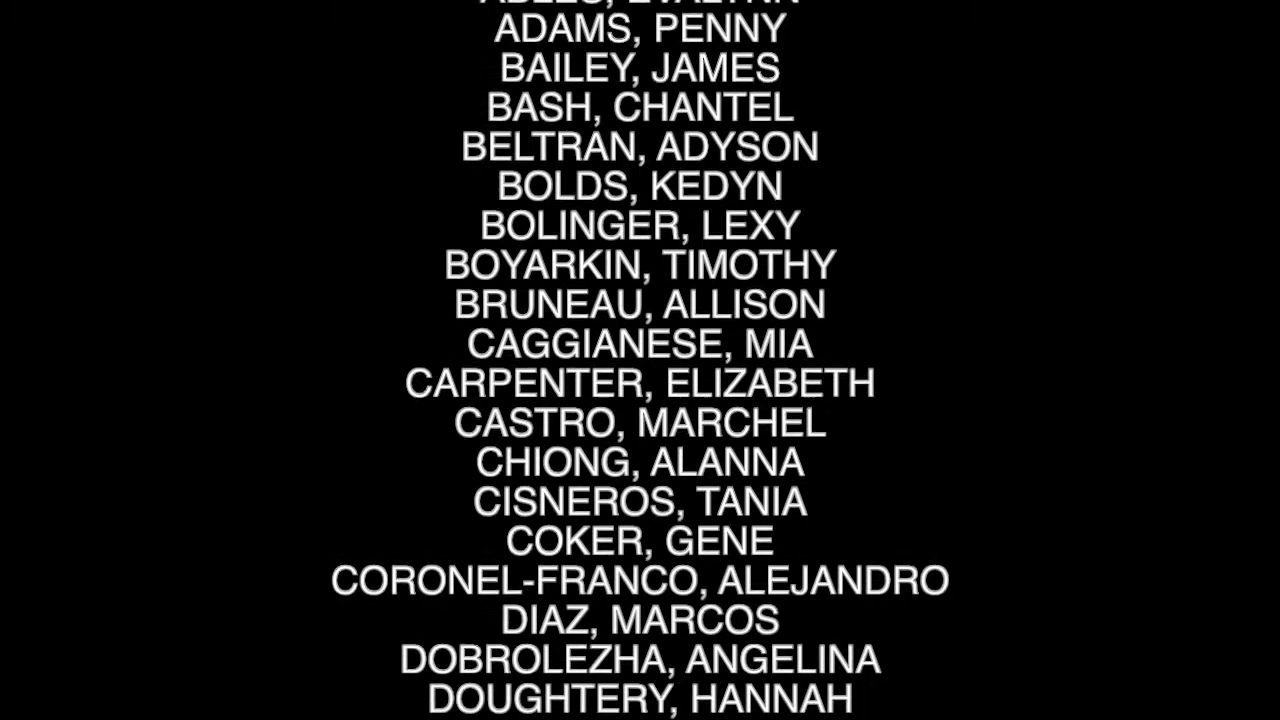 ADAMS, PENNY
BAILEY, JAMES
BASH, CHANTEL
BELTRAN, ADYSON
BOLDS, KEDYN
BOLINGER, LEXY
BOYARKIN, TIMOTHY
BRUNEAU, ALLISON
CAGGIANESE, MIA
CARPENTER, ELIZABETH
CASTRO, MARCHEL
CHIONG, ALANNA
CISNEROS, TANIA
COKER, GENE
CORONEL-FRANCO, ALEJANDRO
DIAZ, MARCOS
DOBROLEZHA, ANGELINA
DOUGHTERY, HANNAH